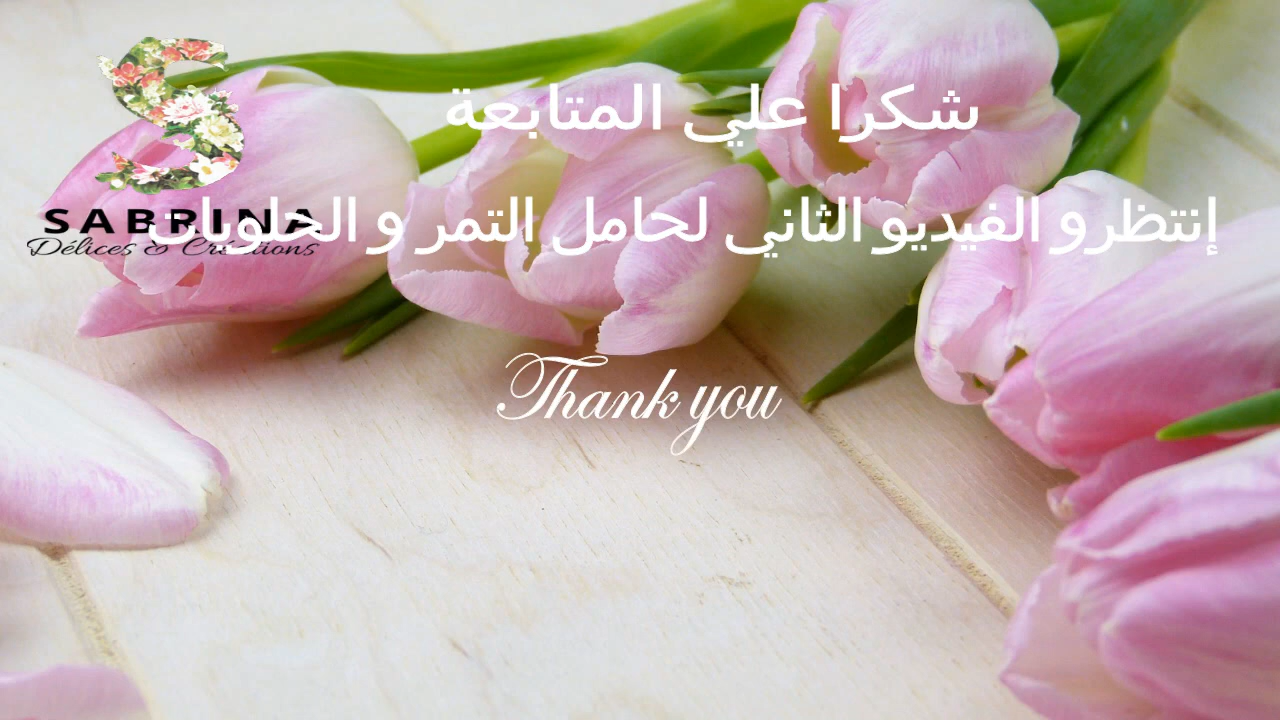 شكرا علي المتابعة
SABRINA
إنتظرو الفيديو الثاني لحامل التمر و الحلويات
Délices & Créations
Thank you